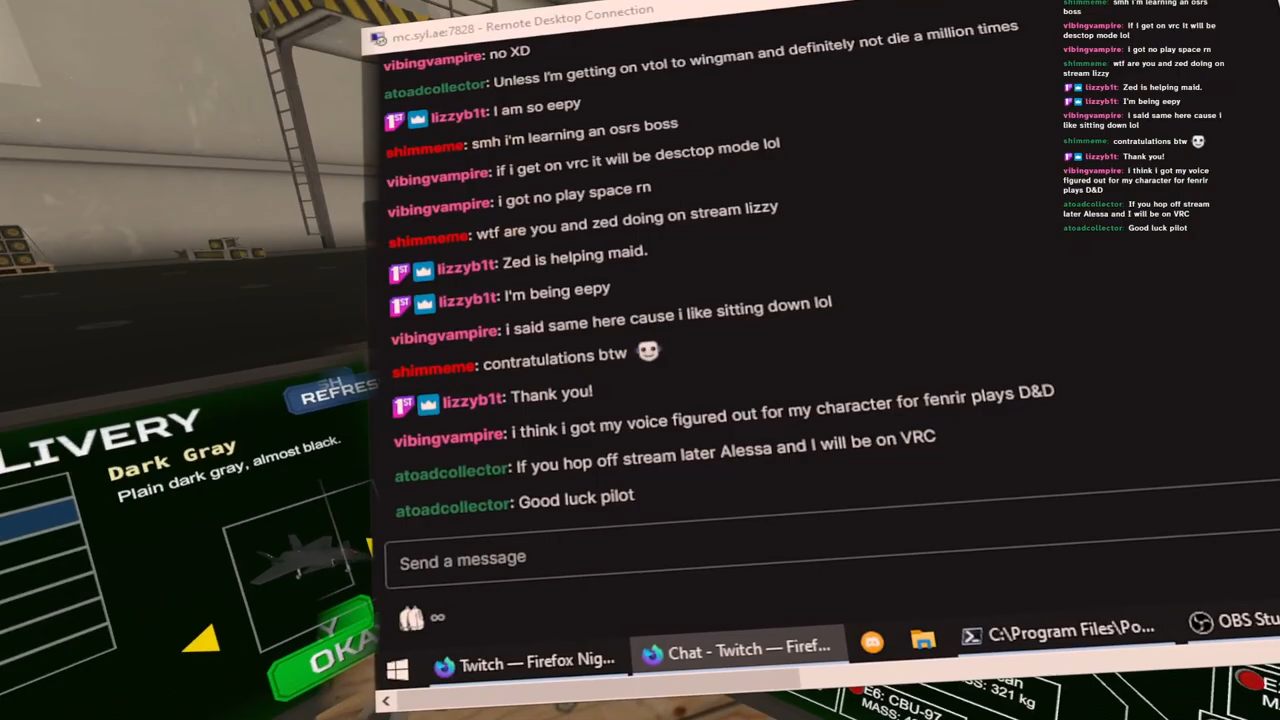 mc.syl.ae:7828 - Remote Desktop Connection
vibingvampire: no XD
atoadcollector: Unless I'm getting on vtol to wingman and definitely not die a million times
1ST lizzyb1t: I am so eepy
shimmeme: smh i'm learning an osrs boss
vibingvampire: if i get on vrc it will be desctop mode lol
vibingvampire: i got no play space rn
shimmeme: wtf are you and zed doing on stream lizzy
1ST lizzyb1t: Zed is helping maid.
1ST lizzyb1t: I'm being eepy
vibingvampire: i said same here cause i like sitting down lol
shimmeme: contratulations btw
1ST lizzyb1t: Thank you!
vibingvampire: i think i got my voice figured out for my character for fenrir plays D&D
atoadcollector: If you hop off stream later Alessa and I will be on VRC
atoadcollector: Good luck pilot
Send a message
∞
Twitch — Firefox Nig...
Chat - Twitch — Firef...
C:\Program Files\Po...
OBS Stu
shimmeme: smh i'm learning an osrs
boss
vibingvampire: if i get on vrc it will be
desctop mode lol
vibingvampire: i got no play space rn
shimmeme: wtf are you and zed doing on
stream lizzy
lizzyb1t: Zed is helping maid.
lizzyb1t: I'm being eepy
vibingvampire: i said same here cause i
like sitting down lol
shimmeme: contratulations btw
lizzyb1t: Thank you!
vibingvampire: i think i got my voice
figured out for my character for fenrir
plays D&D
atoadcollector: If you hop off stream
later Alessa and I will be on VRC
atoadcollector: Good luck pilot
REFRES
LIVERY
Dark Gray
Plain dark gray, almost black.
OKA
MASS: 321 kg
E6: CBU-97